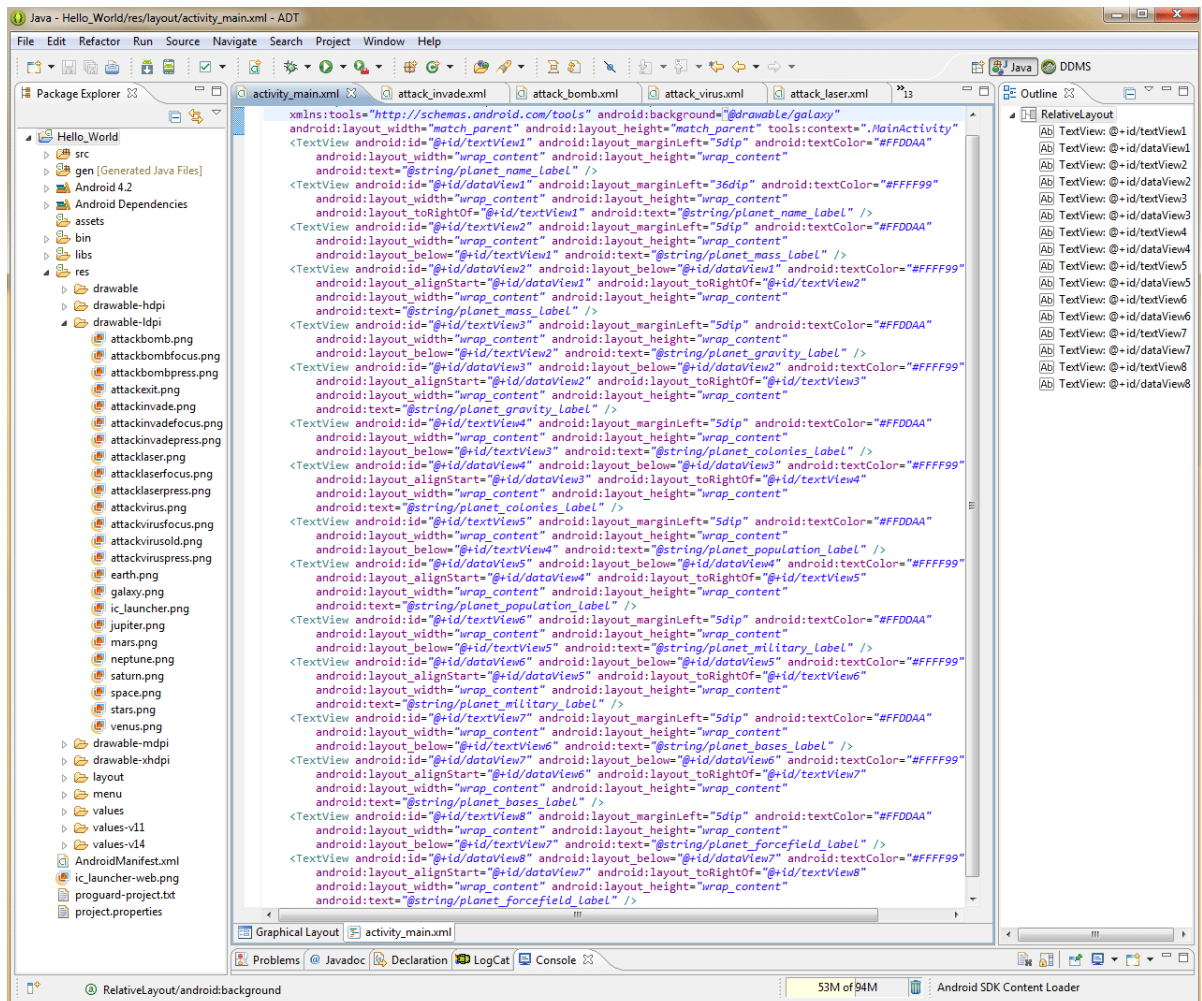 Java - Hello_World/res/layout/activity_main.xml - ADT
File Edit Refactor Run Source Navigate Search Project Window Help
Java DDMS
Package Explorer
activity_main.xml attack_invade.xml attack_bomb.xml attack_virus.xml attack_laser.xml »13
Outline
Hello_World
src
gen [Generated Java Files]
Android 4.2
Android Dependencies
assets
bin
libs
res
drawable
drawable-hdpi
drawable-ldpi
attackbomb.png
attackbombfocus.png
attackbombpress.png
attackexit.png
attackinvade.png
attackinvadefocus.png
attackinvadepress.png
attacklaser.png
attacklaserfocus.png
attacklaserpress.png
attackvirus.png
attackvirusfocus.png
attackvirusold.png
attackviruspress.png
earth.png
galaxy.png
ic_launcher.png
jupiter.png
mars.png
neptune.png
saturn.png
space.png
stars.png
venus.png
drawable-mdpi
drawable-xhdpi
layout
menu
values
values-v11
values-v14
AndroidManifest.xml
ic_launcher-web.png
proguard-project.txt
project.properties
xmlns:tools="http://schemas.android.com/tools" android:background="@drawable/galaxy"
android:layout_width="match_parent" android:layout_height="match_parent" tools:context=".MainActivity"
<TextView android:id="@+id/textView1" android:layout_marginLeft="5dip" android:textColor="#FFDDAA"
android:layout_width="wrap_content" android:layout_height="wrap_content"
android:text="@string/planet_name_label" />
<TextView android:id="@+id/dataView1" android:layout_marginLeft="36dip" android:textColor="#FFFF99"
android:layout_width="wrap_content" android:layout_height="wrap_content"
android:layout_toRightOf="@+id/textView1" android:text="@string/planet_name_label" />
<TextView android:id="@+id/textView2" android:layout_marginLeft="5dip" android:textColor="#FFDDAA"
android:layout_width="wrap_content" android:layout_height="wrap_content"
android:layout_below="@+id/textView1" android:text="@string/planet_mass_label" />
<TextView android:id="@+id/dataView2" android:layout_below="@+id/dataView1" android:textColor="#FFFF99"
android:layout_alignStart="@+id/dataView1" android:layout_toRightOf="@+id/textView2"
android:layout_width="wrap_content" android:layout_height="wrap_content"
android:text="@string/planet_mass_label" />
<TextView android:id="@+id/textView3" android:layout_marginLeft="5dip" android:textColor="#FFDDAA"
android:layout_width="wrap_content" android:layout_height="wrap_content"
android:layout_below="@+id/textView2" android:text="@string/planet_gravity_label" />
<TextView android:id="@+id/dataView3" android:layout_below="@+id/dataView2" android:textColor="#FFFF99"
android:layout_alignStart="@+id/dataView2" android:layout_toRightOf="@+id/textView3"
android:layout_width="wrap_content" android:layout_height="wrap_content"
android:text="@string/planet_gravity_label" />
<TextView android:id="@+id/textView4" android:layout_marginLeft="5dip" android:textColor="#FFDDAA"
android:layout_width="wrap_content" android:layout_height="wrap_content"
android:layout_below="@+id/textView3" android:text="@string/planet_colonies_label" />
<TextView android:id="@+id/dataView4" android:layout_below="@+id/dataView3" android:textColor="#FFFF99"
android:layout_alignStart="@+id/dataView3" android:layout_toRightOf="@+id/textView4"
android:layout_width="wrap_content" android:layout_height="wrap_content"
android:text="@string/planet_colonies_label" />
<TextView android:id="@+id/textView5" android:layout_marginLeft="5dip" android:textColor="#FFDDAA"
android:layout_width="wrap_content" android:layout_height="wrap_content"
android:layout_below="@+id/textView4" android:text="@string/planet_population_label" />
<TextView android:id="@+id/dataView5" android:layout_below="@+id/dataView4" android:textColor="#FFFF99"
android:layout_alignStart="@+id/dataView4" android:layout_toRightOf="@+id/textView5"
android:layout_width="wrap_content" android:layout_height="wrap_content"
android:text="@string/planet_population_label" />
<TextView android:id="@+id/textView6" android:layout_marginLeft="5dip" android:textColor="#FFDDAA"
android:layout_width="wrap_content" android:layout_height="wrap_content"
android:layout_below="@+id/textView5" android:text="@string/planet_military_label" />
<TextView android:id="@+id/dataView6" android:layout_below="@+id/dataView5" android:textColor="#FFFF99"
android:layout_alignStart="@+id/dataView5" android:layout_toRightOf="@+id/textView6"
android:layout_width="wrap_content" android:layout_height="wrap_content"
android:text="@string/planet_military_label" />
<TextView android:id="@+id/textView7" android:layout_marginLeft="5dip" android:textColor="#FFDDAA"
android:layout_width="wrap_content" android:layout_height="wrap_content"
android:layout_below="@+id/textView6" android:text="@string/planet_bases_label" />
<TextView android:id="@+id/dataView7" android:layout_below="@+id/dataView6" android:textColor="#FFFF99"
android:layout_alignStart="@+id/dataView6" android:layout_toRightOf="@+id/textView7"
android:layout_width="wrap_content" android:layout_height="wrap_content"
android:text="@string/planet_bases_label" />
<TextView android:id="@+id/textView8" android:layout_marginLeft="5dip" android:textColor="#FFDDAA"
android:layout_width="wrap_content" android:layout_height="wrap_content"
android:layout_below="@+id/textView7" android:text="@string/planet_forcefield_label" />
<TextView android:id="@+id/dataView8" android:layout_below="@+id/dataView7" android:textColor="#FFFF99"
android:layout_alignStart="@+id/dataView7" android:layout_toRightOf="@+id/textView8"
android:layout_width="wrap_content" android:layout_height="wrap_content"
android:text="@string/planet_forcefield_label" />
RelativeLayout
Ab TextView: @+id/textView1
Ab TextView: @+id/dataView1
Ab TextView: @+id/textView2
Ab TextView: @+id/dataView2
Ab TextView: @+id/textView3
Ab TextView: @+id/dataView3
Ab TextView: @+id/textView4
Ab TextView: @+id/dataView4
Ab TextView: @+id/textView5
Ab TextView: @+id/dataView5
Ab TextView: @+id/textView6
Ab TextView: @+id/dataView6
Ab TextView: @+id/textView7
Ab TextView: @+id/dataView7
Ab TextView: @+id/textView8
Ab TextView: @+id/dataView8
Graphical Layout activity_main.xml
Problems @ Javadoc Declaration LogCat Console
RelativeLayout/android:background 53M of 94M Android SDK Content Loader